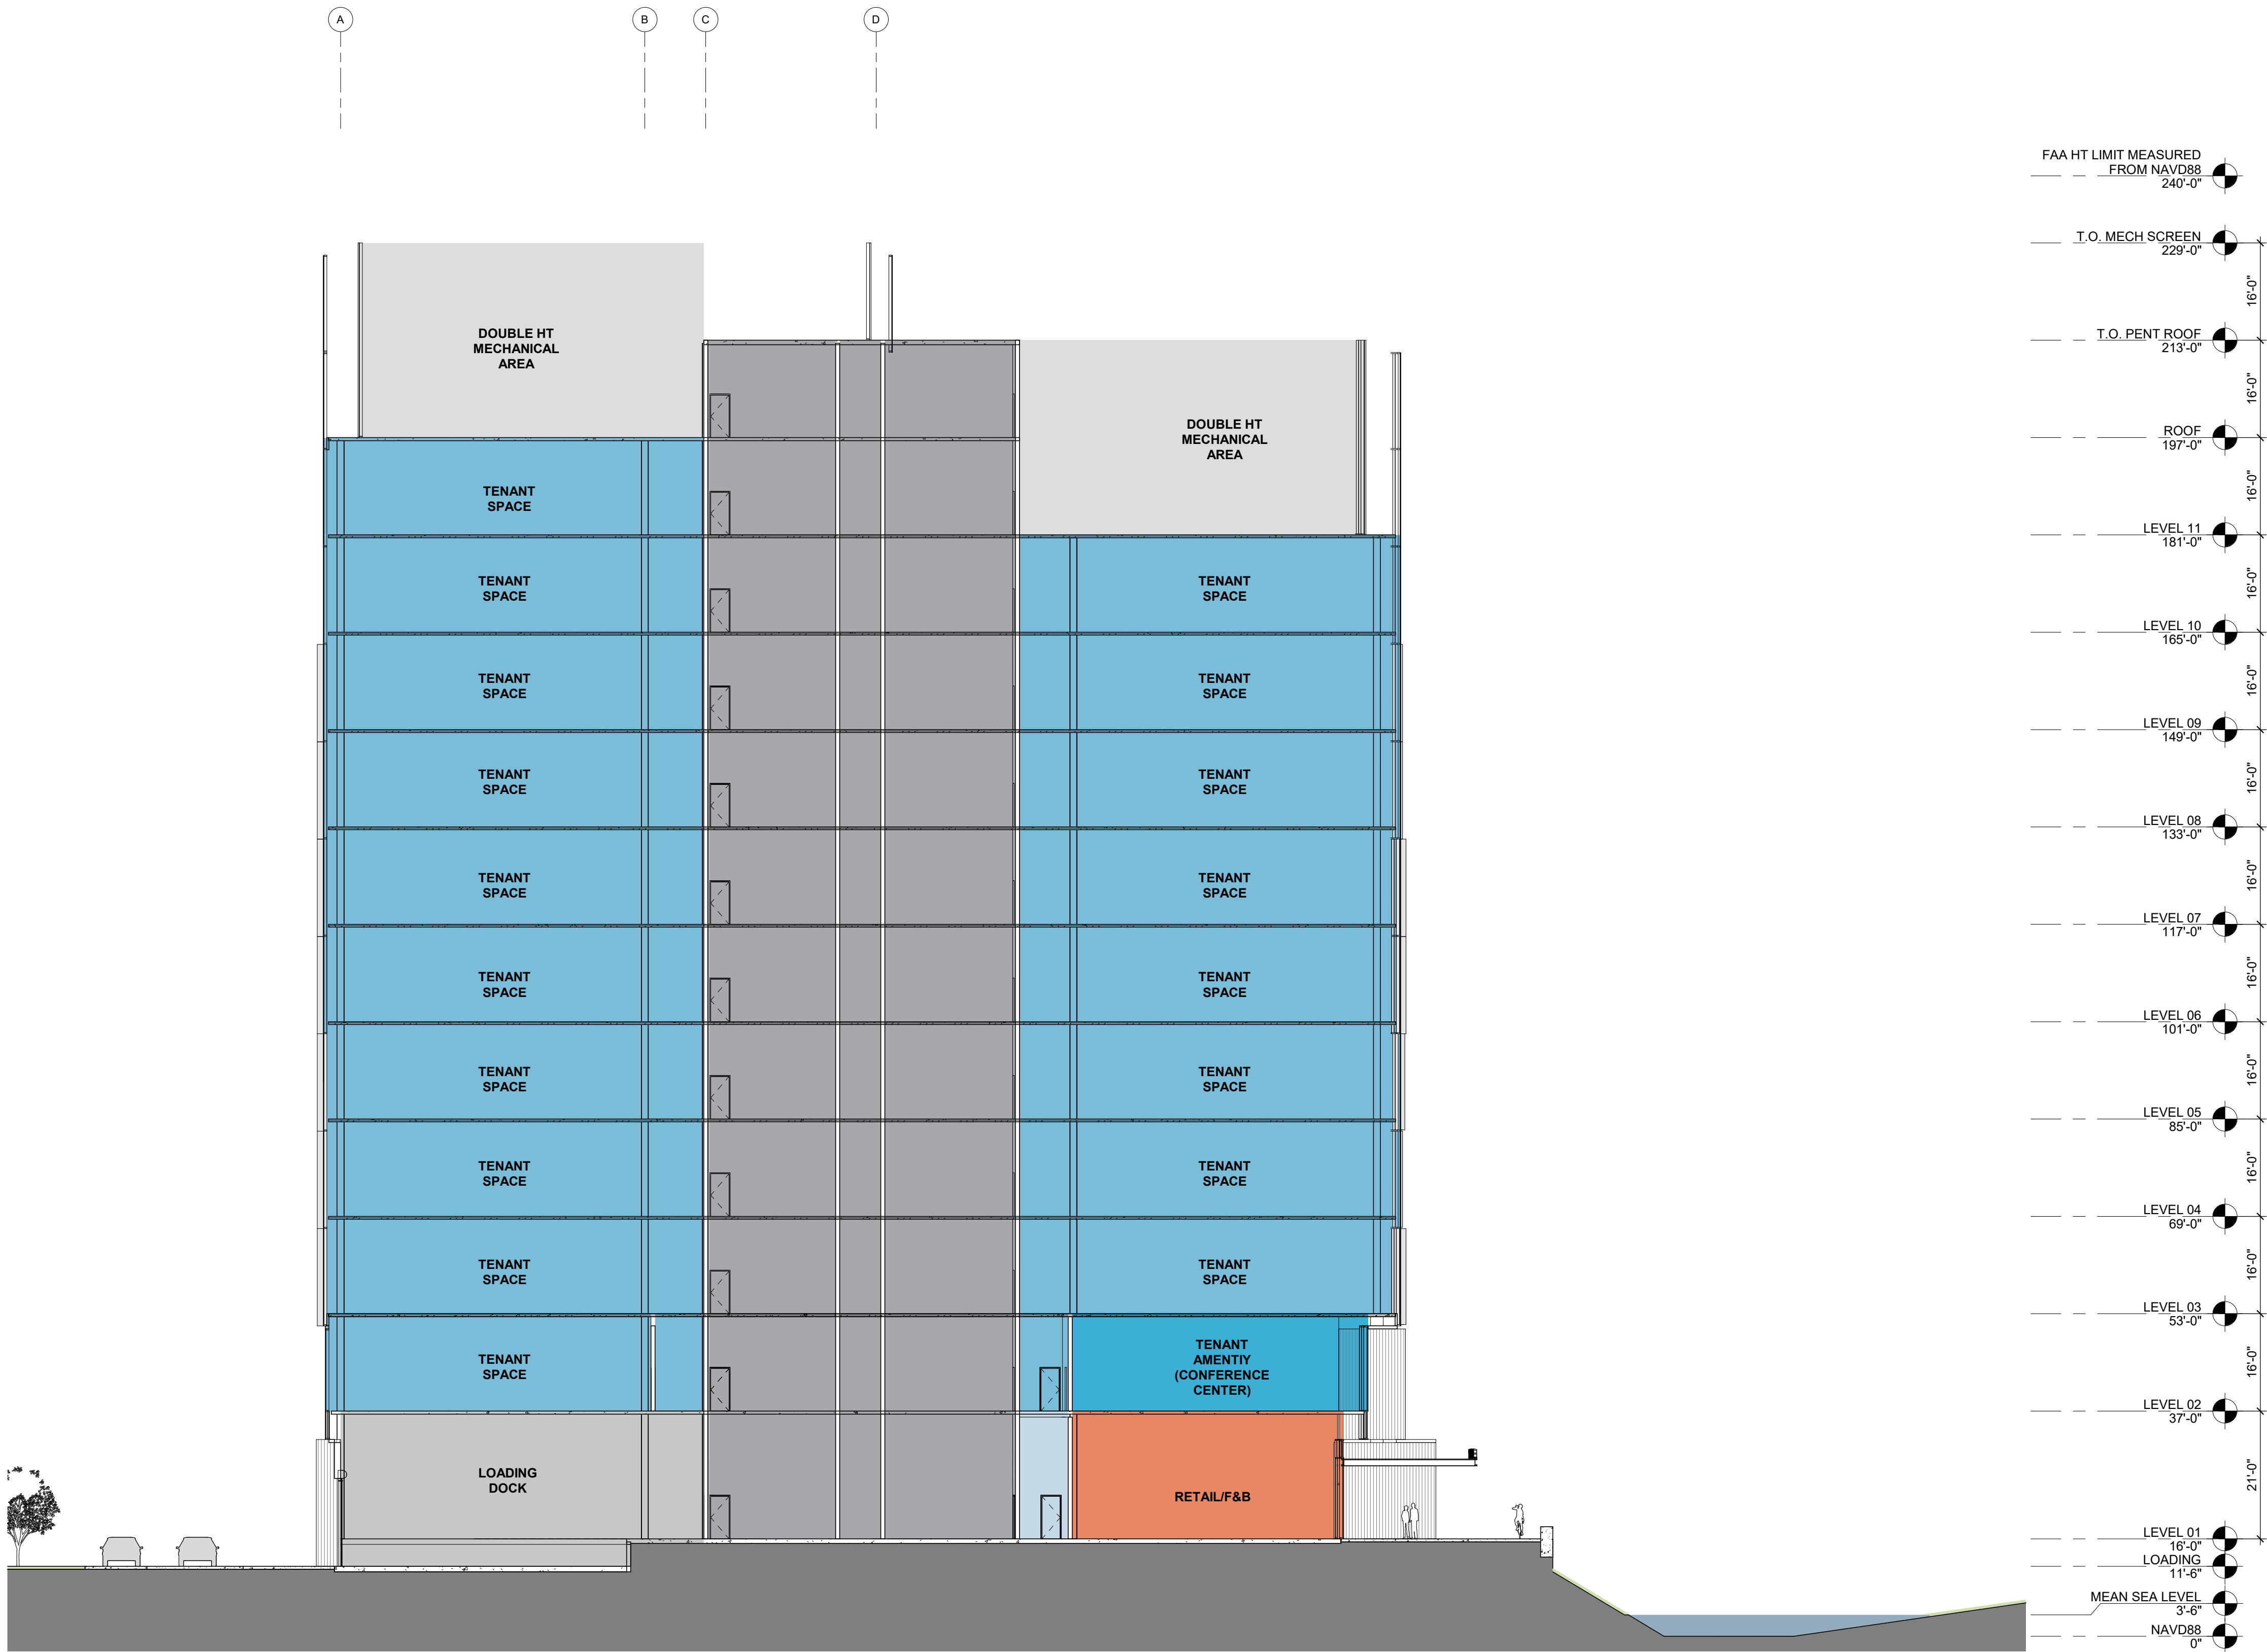 A
B
C
D
FAA HT LIMIT MEASURED
FROM NAVD88
240'-0"
T.O. MECH SCREEN
229'-0"
16'-0"
T.O. PENT ROOF
213'-0"
16'-0"
ROOF
197'-0"
16'-0"
LEVEL 11
181'-0"
16'-0"
LEVEL 10
165'-0"
16'-0"
LEVEL 09
149'-0"
16'-0"
LEVEL 08
133'-0"
16'-0"
LEVEL 07
117'-0"
16'-0"
LEVEL 06
101'-0"
16'-0"
LEVEL 05
85'-0"
16'-0"
LEVEL 04
69'-0"
16'-0"
LEVEL 03
53'-0"
16'-0"
LEVEL 02
37'-0"
21'-0"
LEVEL 01
16'-0"
LOADING
11'-6"
MEAN SEA LEVEL
3'-6"
NAVD88
0"
DOUBLE HT
MECHANICAL
AREA
DOUBLE HT
MECHANICAL
AREA
TENANT
SPACE
TENANT
SPACE
TENANT
SPACE
TENANT
SPACE
TENANT
SPACE
TENANT
SPACE
TENANT
SPACE
TENANT
SPACE
TENANT
SPACE
TENANT
SPACE
TENANT
SPACE
TENANT
SPACE
TENANT
SPACE
TENANT
SPACE
TENANT
SPACE
TENANT
SPACE
TENANT
SPACE
TENANT
SPACE
TENANT
AMENTIY
(CONFERENCE
CENTER)
LOADING
DOCK
RETAIL/F&B